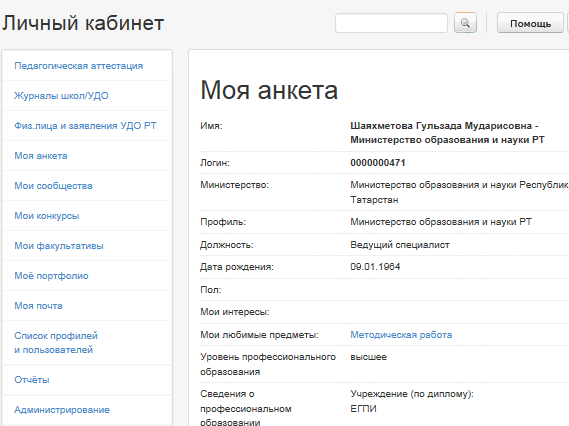 Личный кабинет
Помощь
Педагогическая аттестация
Журналы школ/УДО
Физ.лица и заявления УДО РТ
Моя анкета
Мои сообщества
Мои конкурсы
Мои факультативы
Моё портфолио
Моя почта
Список профилей
и пользователей
Отчёты
Администрирование
Моя анкета
Имя: Шаяхметова Гульзада Мударисовна -
Министерство образования и науки РТ
Логин: 0000000471
Министерство: Министерство образования и науки Республик
Татарстан
Профиль: Министерство образования и науки РТ
Должность: Ведущий специалист
Дата рождения: 09.01.1964
Пол:
Мои интересы:
Мои любимые предметы: Методическая работа
Уровень профессионального высшее
образования
Сведения о Учреждение (по диплому):
профессиональном ЕГПИ
образовании